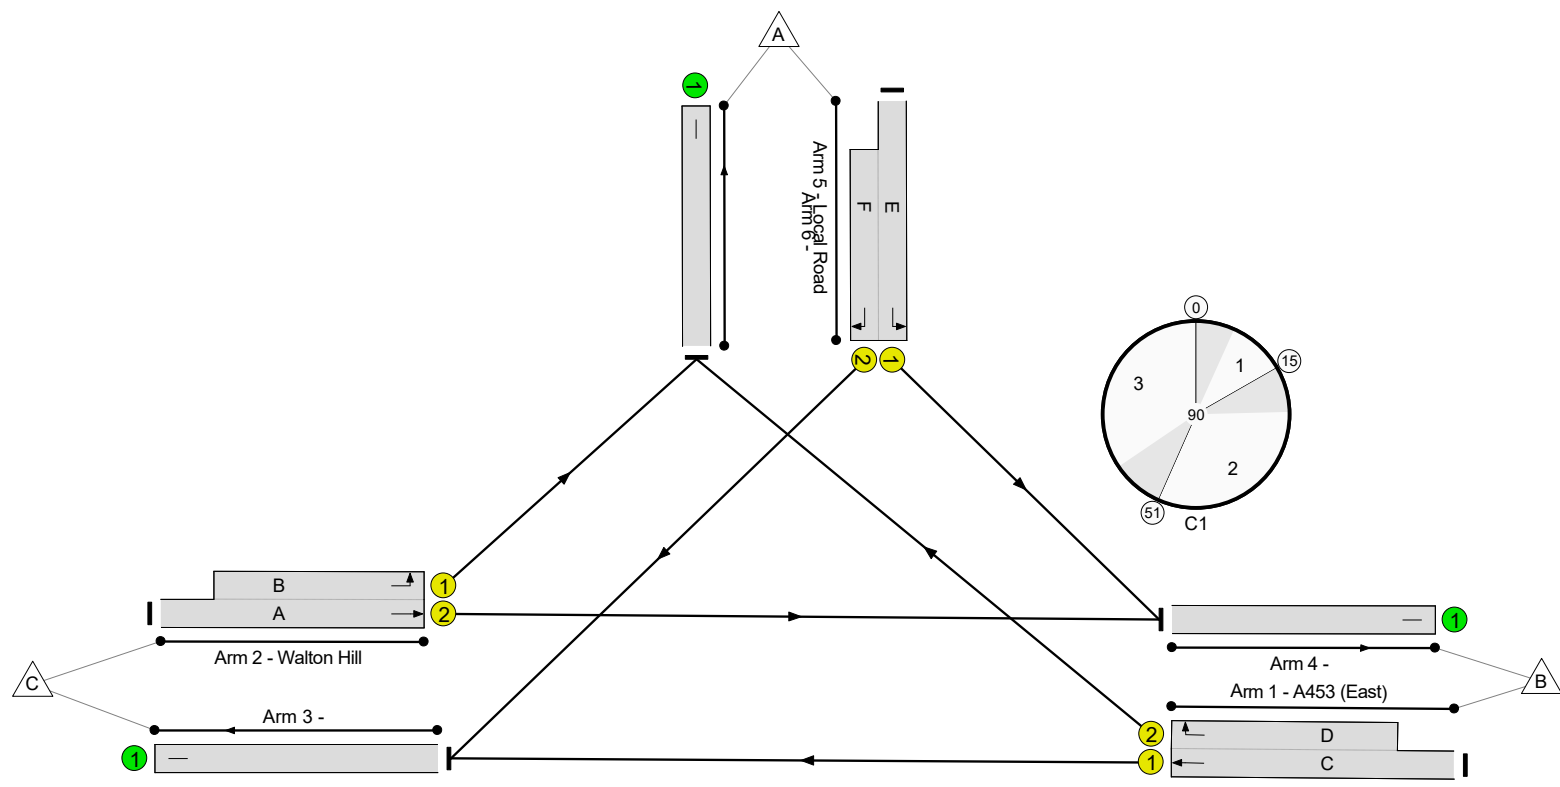 A
1
Arm 5 - Local Road
Arm 6 -
F
E
2
1
0
15
1
3
90
2
51
C1
B
1
A
2
Arm 2 - Walton Hill
C
Arm 3 -
1
1
Arm 4 -
Arm 1 - A453 (East)
B
2
D
1
C